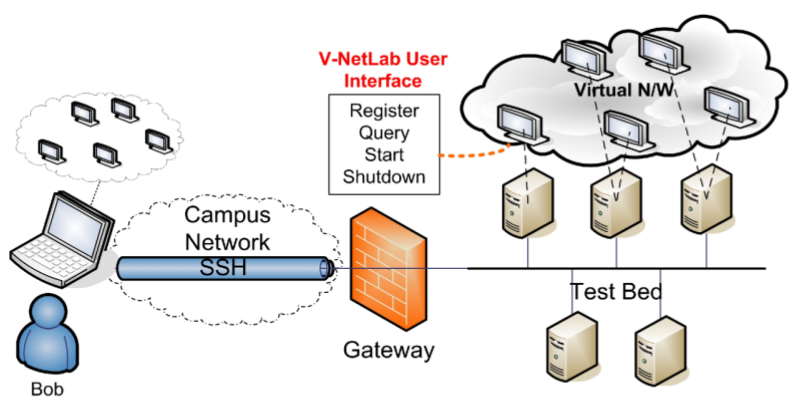 V-NetLab User
Interface
Register
Query
Start
Shutdown
Virtual N/W
Campus
Network
SSH
Gateway
Test Bed
Bob